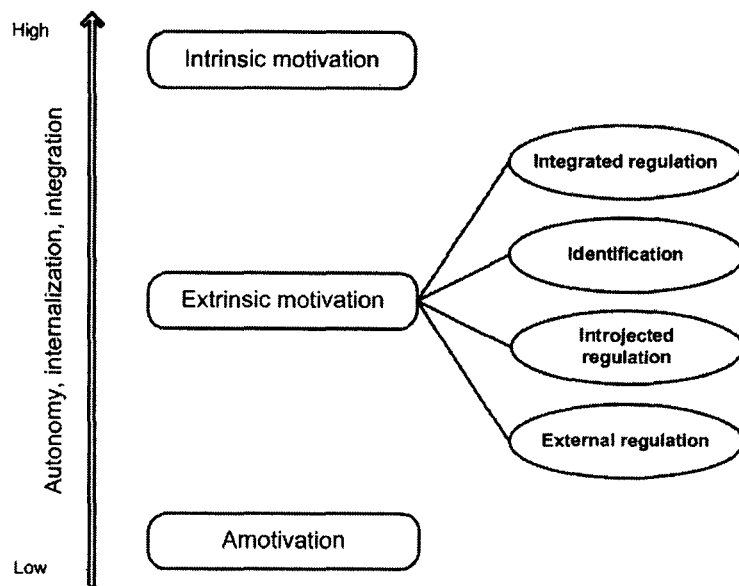 High
Intrinsic motivation
Autonomy, internalization, integration
Integrated regulation
Identification
Extrinsic motivation
Introjected
regulation
External regulation
Amotivation
Low